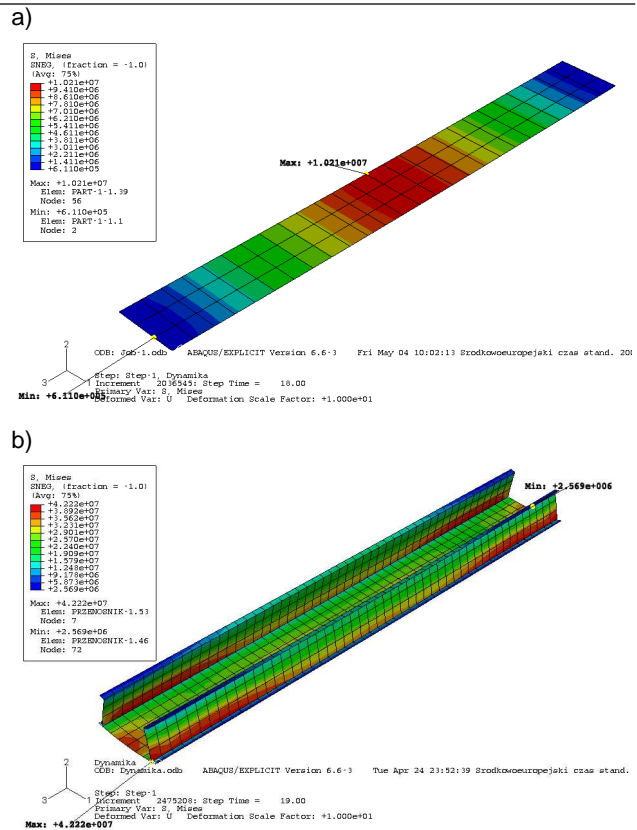 a)
S, Mises
SNEG, (fraction = -1.0)
(Avg: 75%)
+1.021e+07
+9.410e+06
+8.610e+06
+7.810e+06
+7.010e+06
+6.210e+06
+5.411e+06
+4.611e+06
+3.811e+06
+3.011e+06
+2.211e+06
+1.411e+06
+6.110e+05
Max: +1.021e+07
Elem: PART-1-1.39
Node: 56
Min: +6.110e+05
Elem: PART-1-1.1
Node: 2
Max: +1.021e+007
2
3
1
ODB: Job-1.odb ABAQUS/EXPLICIT Version 6.6-3 Fri May 04 10:02:13 Srodkowoeuropejski czas stand.
Step: Step-1, Dynamika
Increment 2036545: Step Time = 18.00
Primary Var: S, Mises
Deformed Var: U Deformation Scale Factor: +1.000e+01
Min: +6.110e+005
b)
S, Mises
SNEG, (fraction = -1.0)
(Avg: 75%)
+4.222e+07
+3.892e+07
+3.562e+07
+3.231e+07
+2.901e+07
+2.570e+07
+2.240e+07
+1.909e+07
+1.579e+07
+1.248e+07
+9.178e+06
+5.873e+06
+2.569e+06
Max: +4.222e+07
Elem: PRZENOSNIK-1.53
Node: 7
Min: +2.569e+06
Elem: PRZENOSNIK-1.46
Node: 72
Min: +2.569e+006
2
3
1
Dynamika
ODB: Dynamika.odb ABAQUS/EXPLICIT Version 6.6-3 Tue Apr 24 23:52:39 Srodkowoeuropejski czas stand.
Step: Step-1
Increment 2475208: Step Time = 19.00
Primary Var: S, Mises
Deformed Var: U Deformation Scale Factor: +1.000e+01
Max: +4.222e+007